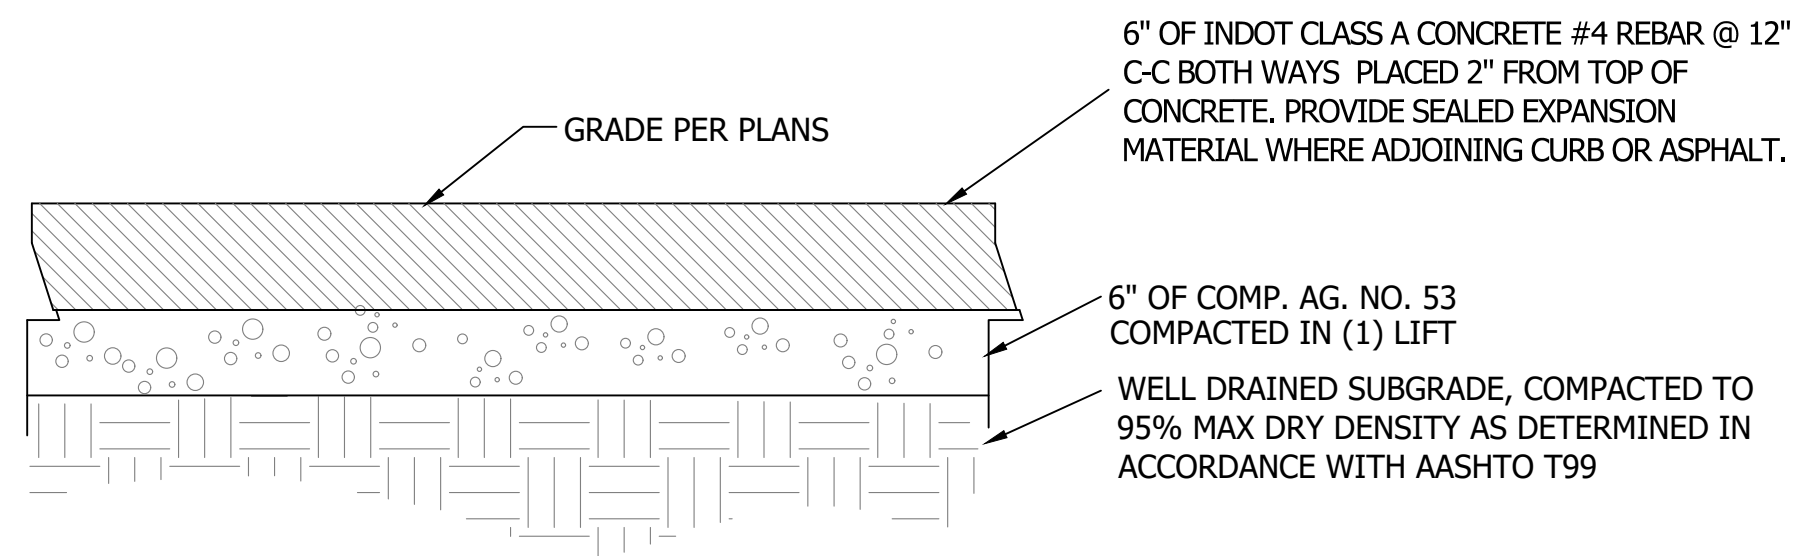 6" OF INDOT CLASS A CONCRETE #4 REBAR @ 12"
C-C BOTH WAYS PLACED 2" FROM TOP OF
CONCRETE. PROVIDE SEALED EXPANSION
MATERIAL WHERE ADJOINING CURB OR ASPHALT.
GRADE PER PLANS
6" OF COMP. AG. NO. 53
COMPACTED IN (1) LIFT
WELL DRAINED SUBGRADE, COMPACTED TO
95% MAX DRY DENSITY AS DETERMINED IN
ACCORDANCE WITH AASHTO T99